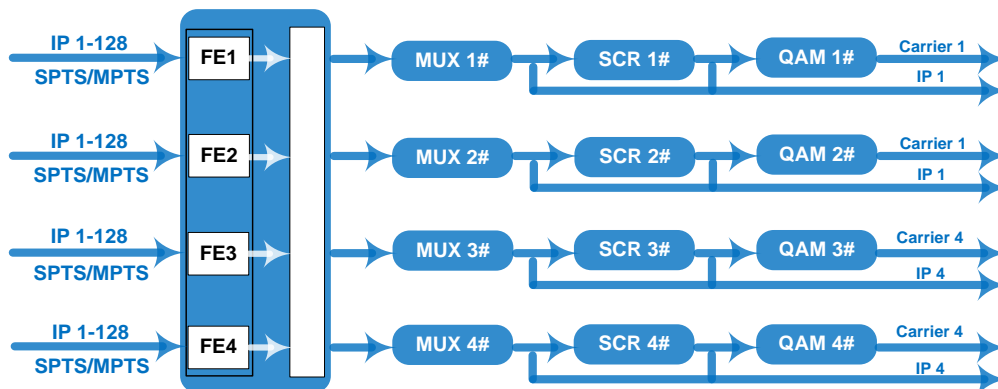 IP 1-128
SPTS/MPTS
FE1
MUX 1#
SCR 1#
QAM 1#
Carrier 1
IP 1
IP 1-128
SPTS/MPTS
FE2
MUX 2#
SCR 2#
QAM 2#
Carrier 1
IP 1
IP 1-128
SPTS/MPTS
FE3
MUX 3#
SCR 3#
QAM 3#
Carrier 4
IP 4
IP 1-128
SPTS/MPTS
FE4
MUX 4#
SCR 4#
QAM 4#
Carrier 4
IP 4